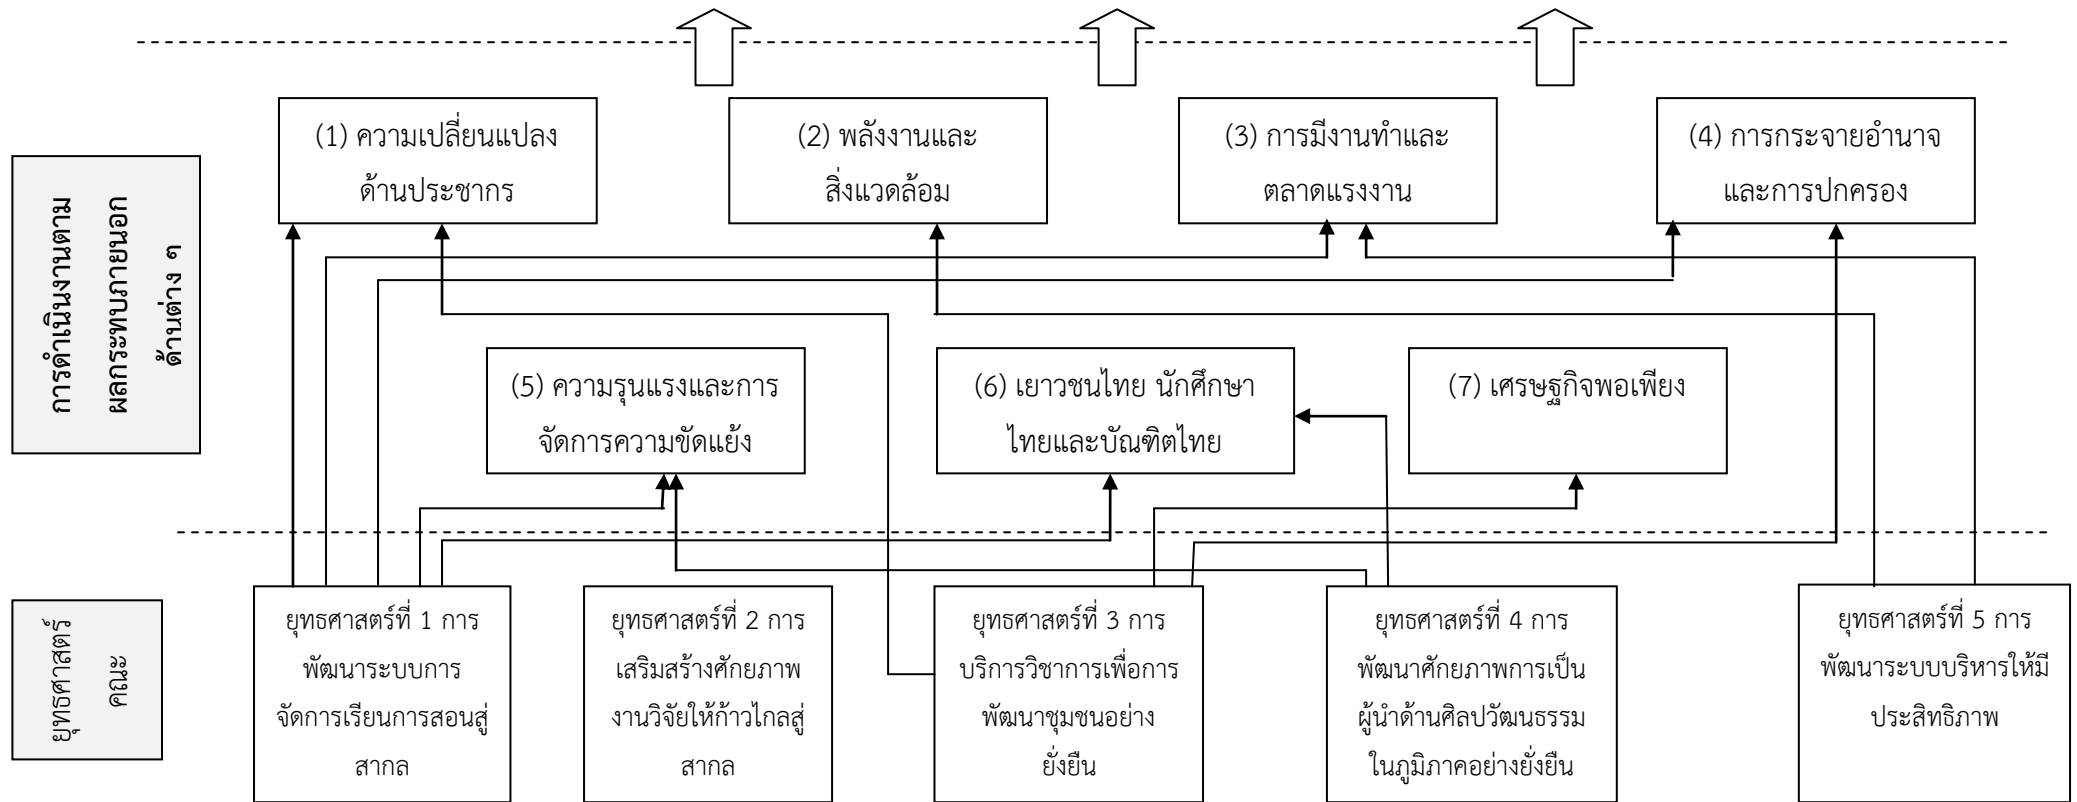 (1) ความเปลี่ยนแปลง
ด้านประชากร
(2) พลังงานและ
สิ่งแวดล้อม
(3) การมีงานทำและ
ตลาดแรงงาน
(4) การกระจายอำนาจ
และการปกครอง
การดำเนินงานตาม
ผลกระทบภายนอก
ด้านต่าง ๆ
(5) ความรุนแรงและการ
จัดการความขัดแย้ง
(6) เยาวชนไทย นักศึกษา
ไทยและบัณฑิตไทย
(7) เศรษฐกิจพอเพียง
ยุทธศาสตร์
คณะ
ยุทธศาสตร์ที่ 1 การ
พัฒนาระบบการ
จัดการเรียนการสอนสู่
สากล
ยุทธศาสตร์ที่ 2 การ
เสริมสร้างศักยภาพ
งานวิจัยให้ก้าวไกลสู่
สากล
ยุทธศาสตร์ที่ 3 การ
บริการวิชาการเพื่อการ
พัฒนาชุมชนอย่าง
ยั่งยืน
ยุทธศาสตร์ที่ 4 การ
พัฒนาศักยภาพการเป็น
ผู้นำด้านศิลปวัฒนธรรม
ในภูมิภาคอย่างยั่งยืน
ยุทธศาสตร์ที่ 5 การ
พัฒนาระบบบริหารให้มี
ประสิทธิภาพ